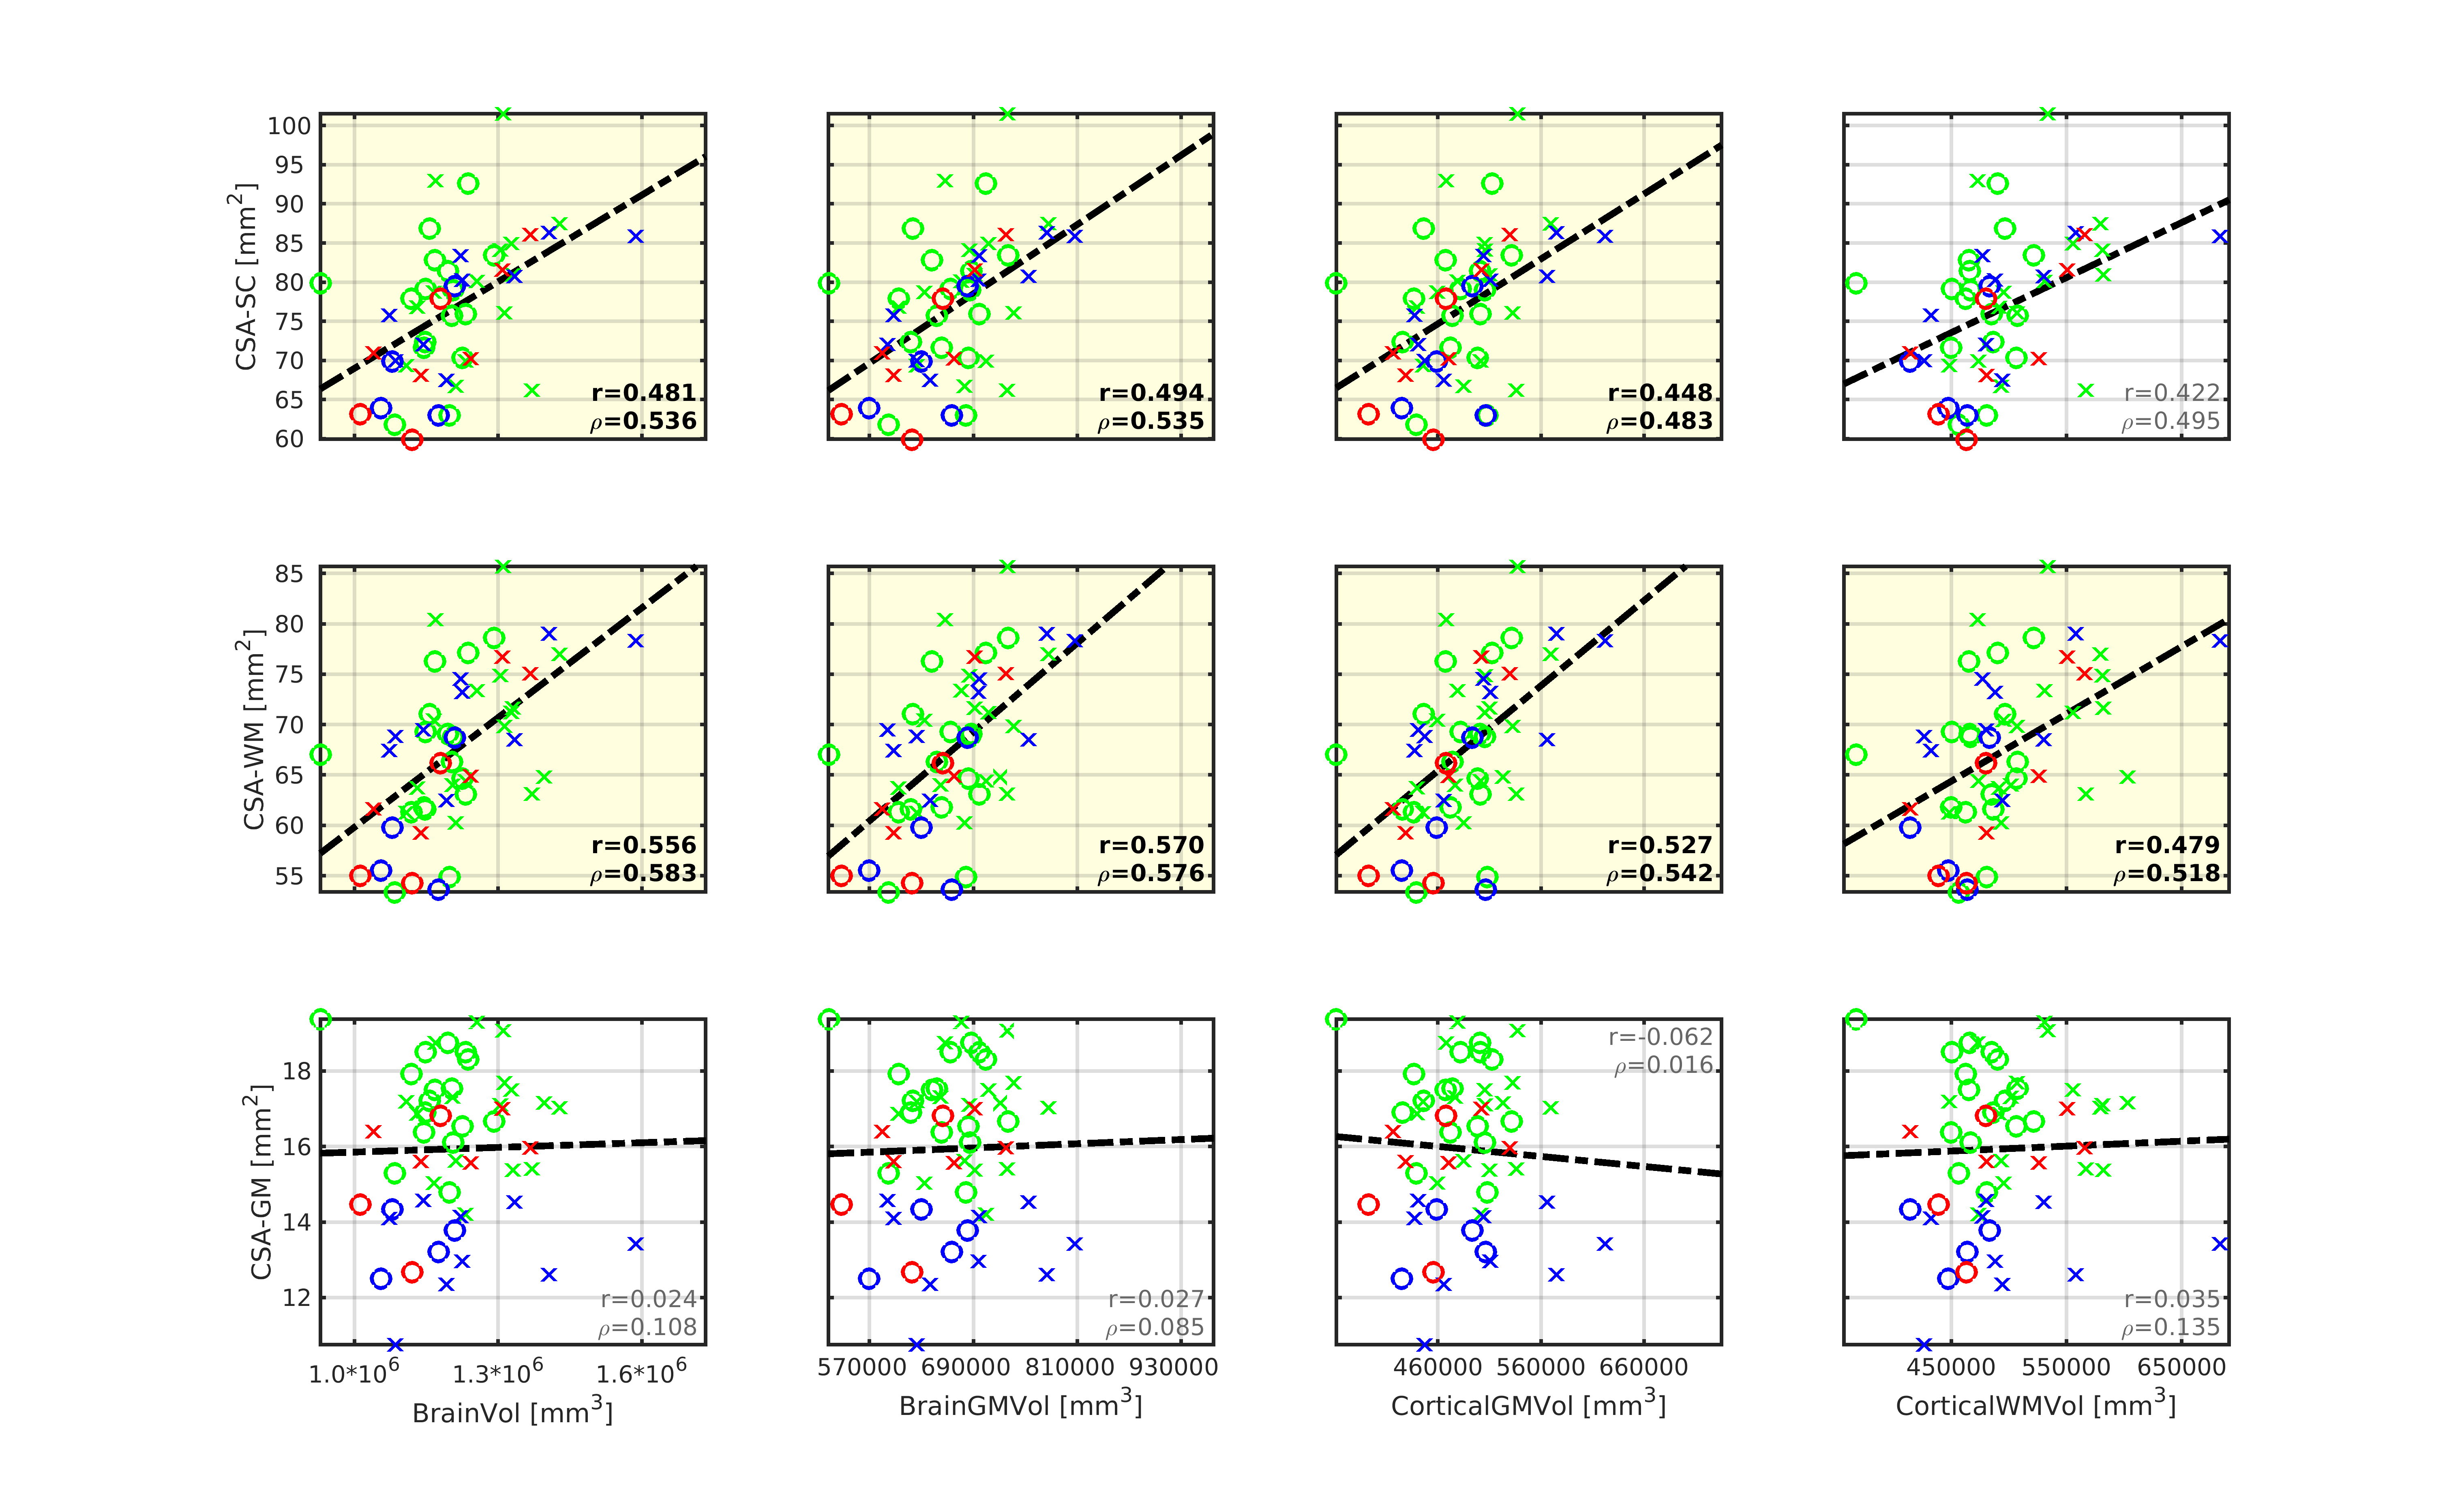 100
95
90
85
80
75
70
65
60
CSA-SC [mm²]
r=0.481
ρ=0.536
r=0.494
ρ=0.535
r=0.448
ρ=0.483
r=0.422
ρ=0.495
85
80
75
70
65
60
55
CSA-WM [mm²]
r=0.556
ρ=0.583
r=0.570
ρ=0.576
r=0.527
ρ=0.542
r=0.479
ρ=0.518
18
16
14
12
CSA-GM [mm²]
r=0.024
ρ=0.108
r=0.027
ρ=0.085
r=-0.062
ρ=0.016
r=0.035
ρ=0.135
1.0*10⁶ 1.3*10⁶ 1.6*10⁶
BrainVol [mm³]
570000 690000 810000 930000
BrainGMVol [mm³]
460000 560000 660000
CorticalGMVol [mm³]
450000 550000 650000
CorticalWMVol [mm³]